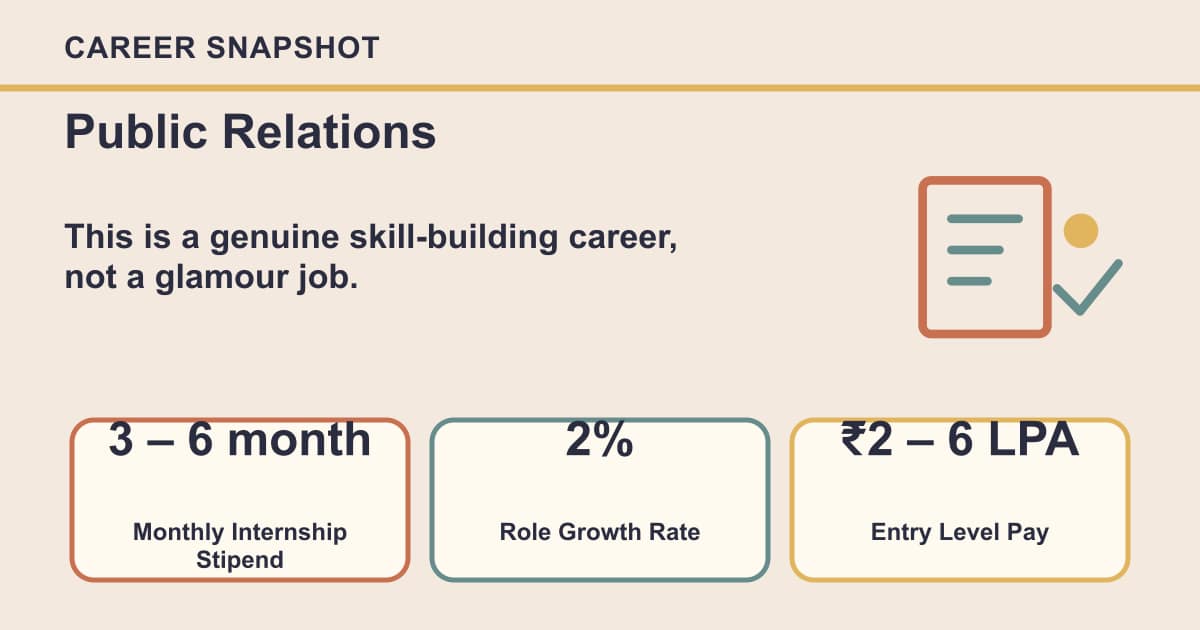 CAREER SNAPSHOT
Public Relations
This is a genuine skill-building career,
not a glamour job.
3 – 6 month
Monthly Internship
Stipend
2%
Role Growth Rate
₹2 – 6 LPA
Entry Level Pay